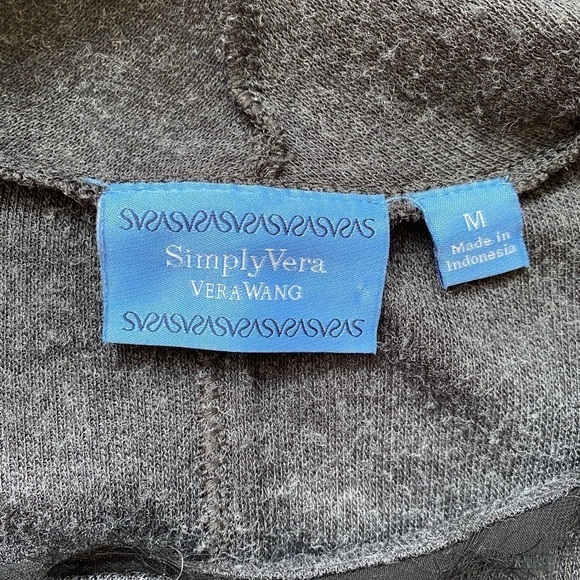 SimplyVera
VERA WANG
M
Made in
Indonesia